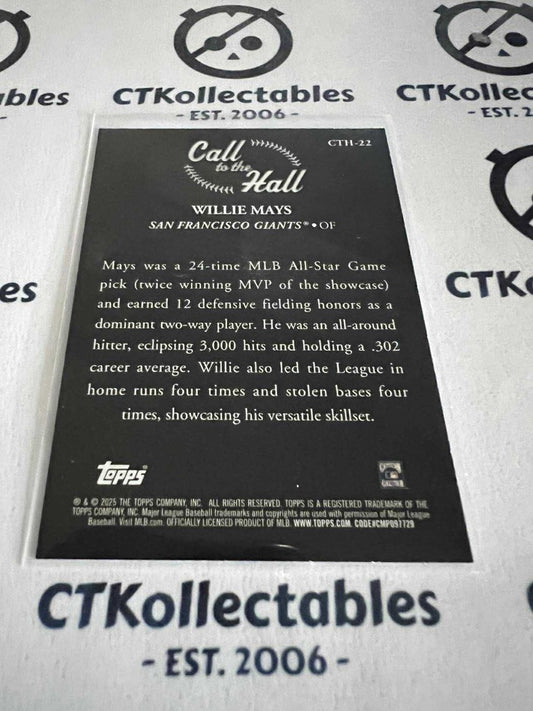 ables
CTKollectables
- EST. 2006 -
CTKollec
- EST. 2
es
CTKo
CTH-22
Call
to the
Hall
WILLIE MAYS
SAN FRANCISCO GIANTS® • OF
Mays was a 24-time MLB All-Star Game
pick (twice winning MVP of the showcase)
and earned 12 defensive fielding honors as a
dominant two-way player. He was an all-around
hitter, eclipsing 3,000 hits and holding a .302
career average. Willie also led the League in
home runs four times and stolen bases four
times, showcasing his versatile skillset.
topps
® & © 2025 THE TOPPS COMPANY, INC. ALL RIGHTS RESERVED. TOPPS IS A REGISTERED TRADEMARK OF THE
TOPPS COMPANY, INC. Major League Baseball trademarks and copyrights are used with permission of Major League
Baseball. Visit MLB.com. OFFICIALLY LICENSED PRODUCT OF MLB. WWW.TOPPS.COM. CODE#CMP097729
CTKollectables
- EST. 2006 -